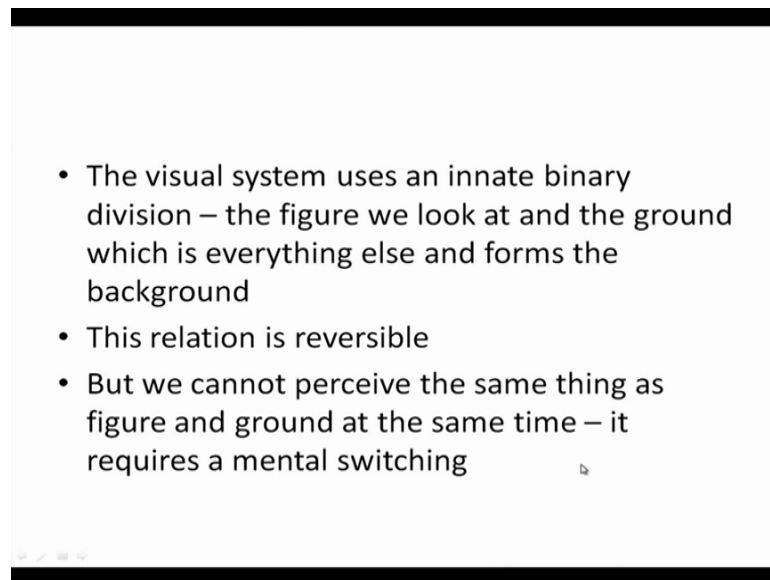 • The visual system uses an innate binary
division – the figure we look at and the ground
which is everything else and forms the
background
• This relation is reversible
• But we cannot perceive the same thing as
figure and ground at the same time – it
requires a mental switching